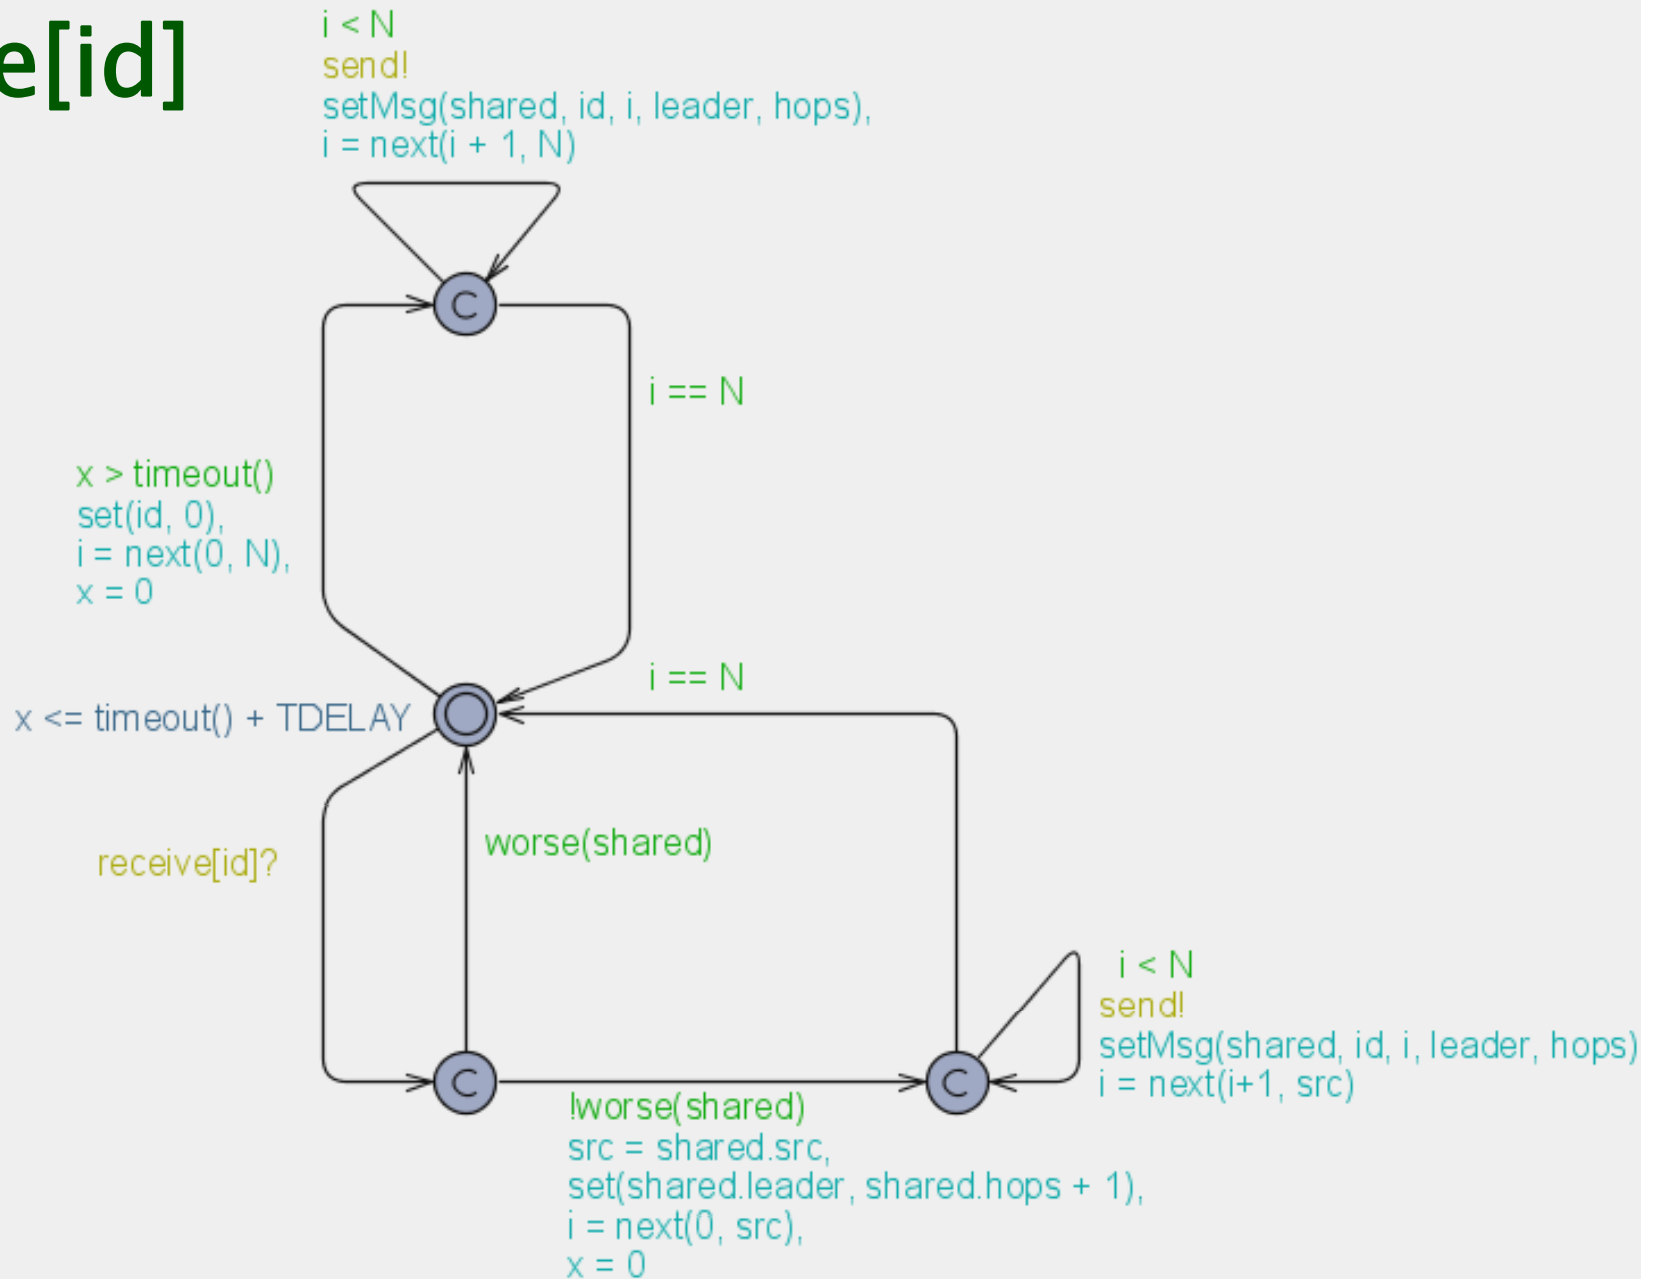 e[id]
i < N
send!
setMsg(shared, id, i, leader, hops),
i = next(i + 1, N)
C
i == N
x > timeout()
set(id, 0),
i = next(0, N),
x = 0
i == N
x <= timeout() + TDELAY
worse(shared)
receive[id]?
i < N
send!
setMsg(shared, id, i, leader, hops)
i = next(i+1, src)
C
C
!worse(shared)
src = shared.src,
set(shared.leader, shared.hops + 1),
i = next(0, src),
x = 0